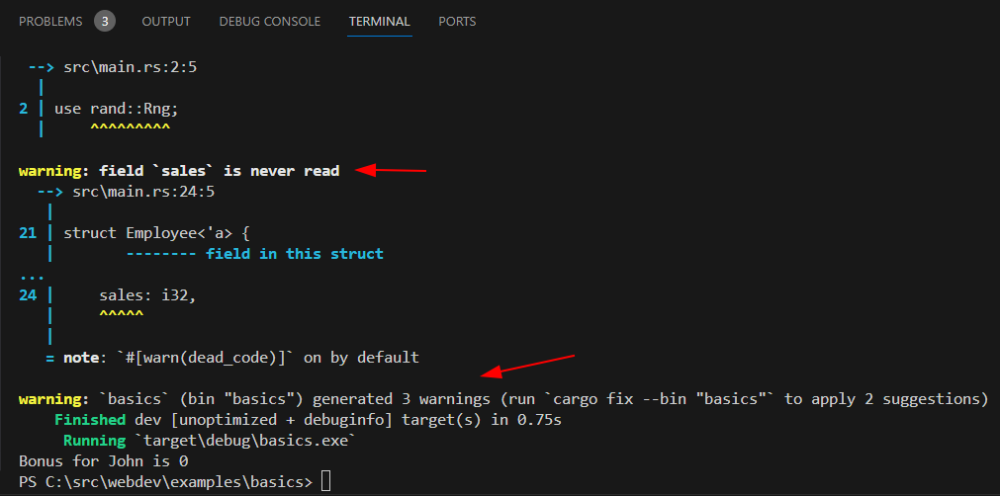 PROBLEMS 3 OUTPUT DEBUG CONSOLE TERMINAL PORTS
--> src\main.rs:2:5
|
2 | use rand::Rng;
| ^^^^^^^^^
warning: field `sales` is never read
--> src\main.rs:24:5
|
21 | struct Employee<'a> {
| -------- field in this struct
...
24 | sales: i32,
| ^^^^^
|
= note: `#[warn(dead_code)]` on by default
warning: `basics` (bin "basics") generated 3 warnings (run `cargo fix --bin "basics"` to apply 2 suggestions)
Finished dev [unoptimized + debuginfo] target(s) in 0.75s
Running `target\debug\basics.exe`
Bonus for John is 0
PS C:\src\webdev\examples\basics>